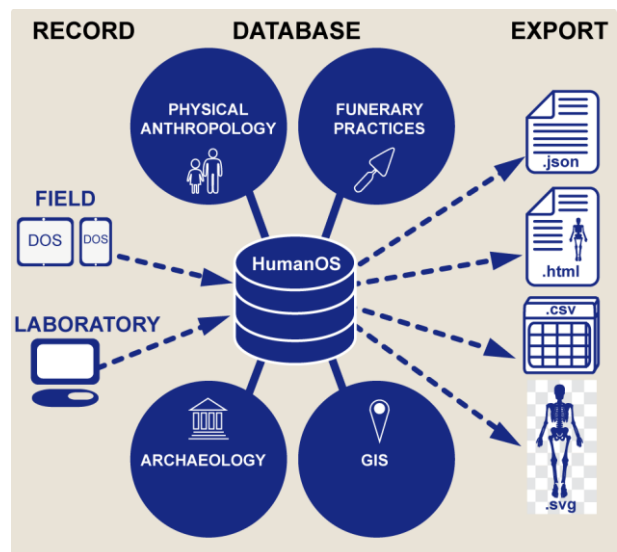 RECORD
DATABASE
EXPORT
PHYSICAL
ANTHROPOLOGY
FUNERARY
PRACTICES
.json
FIELD
DOS
DOS
HumanOS
.html
LABORATORY
.csv
ARCHAEOLOGY
GIS
.svg